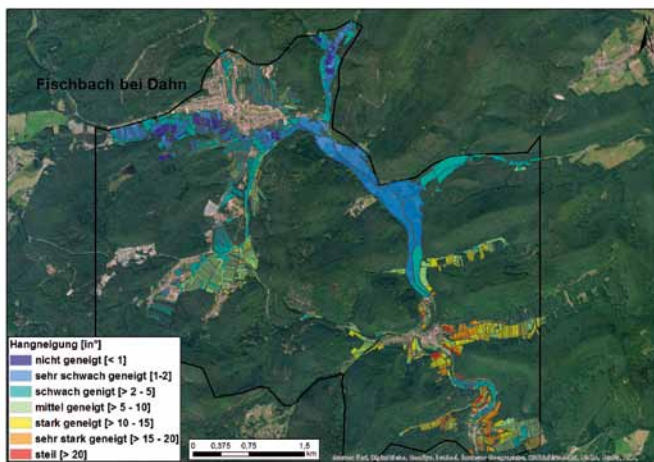 N
Fischbach bei Dahn
Hangneigung [in°]
nicht geneigt [< 1]
sehr schwach geneigt [1-2]
schwach genigt [> 2 - 5]
mittel geneigt [> 5 - 10]
stark geneigt [> 10 - 15]
sehr stark geneigt [> 15 - 20]
steil [> 20]
0 0,375 0,75 1,5
km